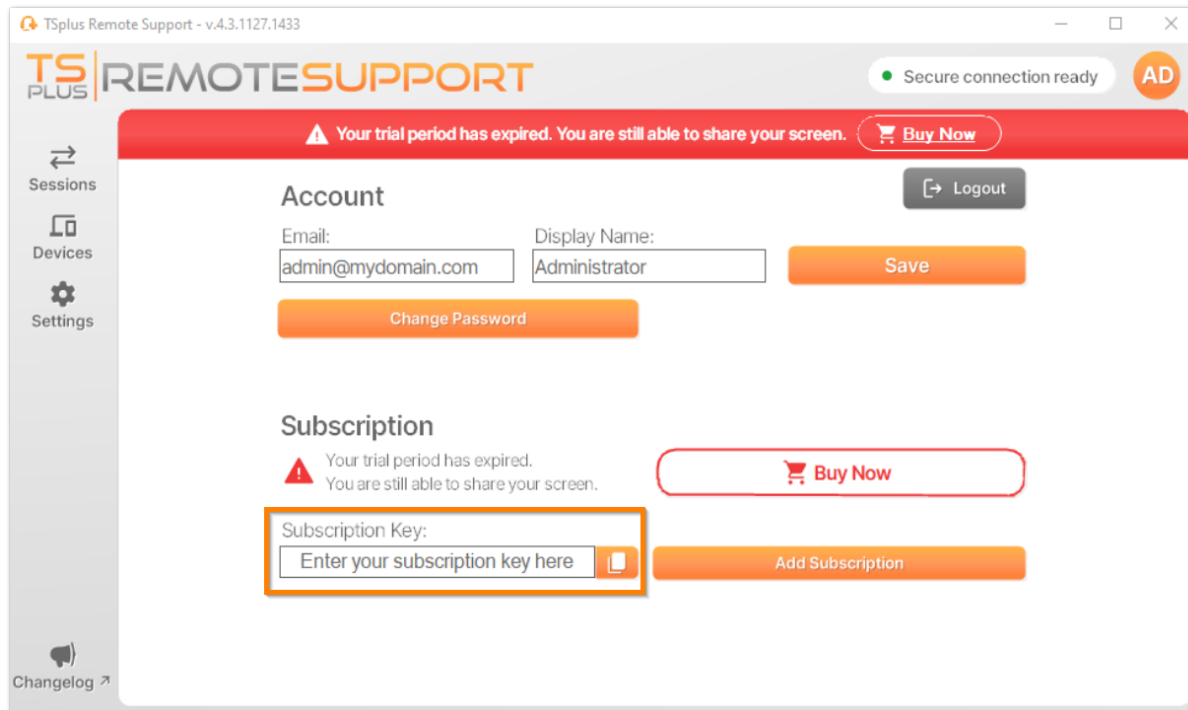 TSplus Remote Support - v.4.3.1127.1433
TS PLUS REMOTESUPPORT
Secure connection ready
AD
Your trial period has expired. You are still able to share your screen. Buy Now
Sessions
Devices
Settings
Account
Logout
Email: Display Name:
admin@mydomain.com Administrator Save
Change Password
Subscription
Your trial period has expired.
You are still able to share your screen.
Buy Now
Subscription Key:
Enter your subscription key here
Add Subscription
Changelog ↗